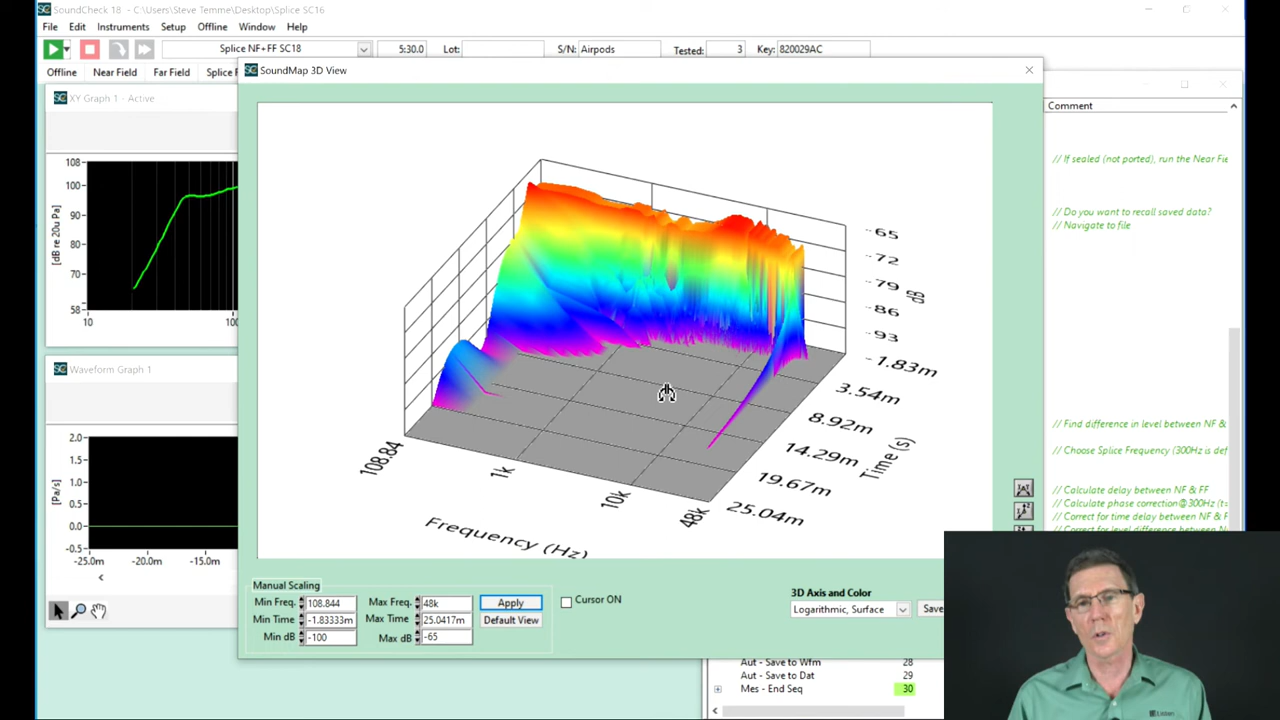 SoundCheck 18 - C:\Users\Steve Temme\Desktop\Splice SC16
File Edit Instruments Setup Offline Window Help
Splice NF+FF SC18 5:30.0 Lot: S/N: Airpods Tested: 3 Key: 820029AC
Offline Near Field Far Field Splice
SoundMap 3D View
XY Graph 1 - Active
Comment
108
100
90
80
70
58
[dB re 20u Pa]
10
// If sealed (not ported), run the Near Fie
// Do you want to recall saved data?
// Navigate to file
-65
-72
-79
-86
-93
dB
-1.83m
3.54m
8.92m
14.29m
19.67m
25.04m
Time (s)
108.84
1k
10k
48k
Frequency (Hz)
Waveform Graph 1
2.0
1.5
1.0
0.5
0.0
-0.5
[Pa/s]
-25.0m -20.0m -15.0m
// Find difference in level between NF &
// Choose Splice Frequency (300Hz is def
// Calculate delay between NF & FF
// Calculate phase correction@300Hz (t=
// Correct for time delay between NF & F
// Correct for level difference between N
Manual Scaling
Min Freq. 108.844 Max Freq. 48k Apply
Min Time -1.83333m Max Time 25.0417m Default View
Min dB -100 Max dB -65
Cursor ON
3D Axis and Color
Logarithmic, Surface Save
Aut - Save to Wfm 28
Aut - Save to Dat 29
Mes - End Seq 30